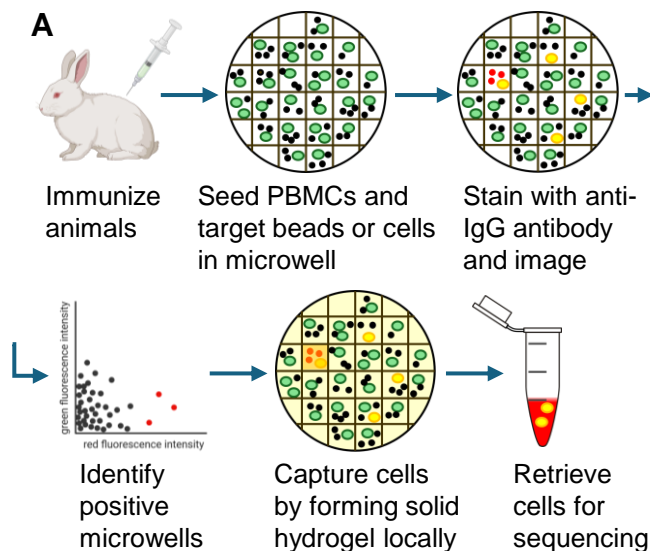 A
Immunize
animals
Seed PBMCs and
target beads or cells
in microwell
Stain with anti-
IgG antibody
and image
green fluorescence intensity
red fluorescence intensity
Identify
positive
microwells
Capture cells
by forming solid
hydrogel locally
Retrieve
cells for
sequencing